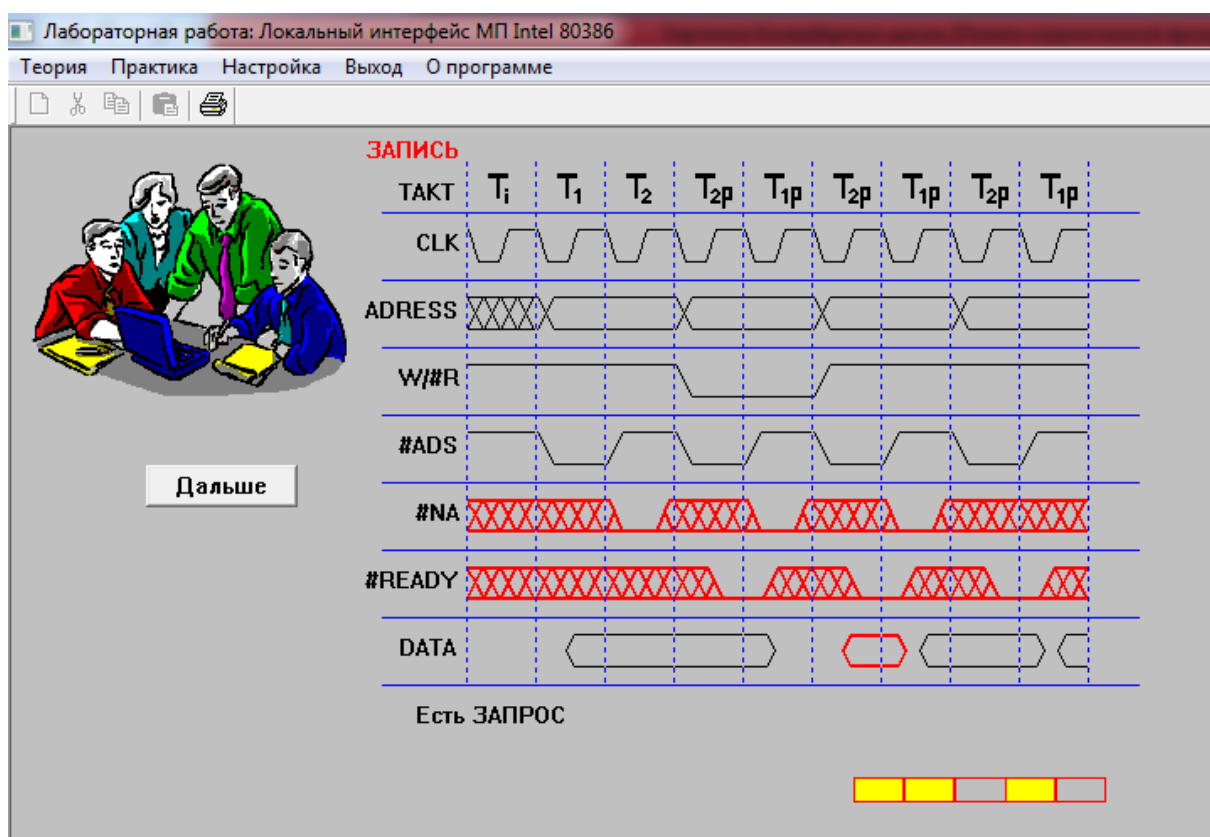 Лабораторная работа: Локальный интерфейс МП Intel 80386
Теория Практика Настройка Выход О программе
ЗАПИСЬ
ТАКТ Ti T1 T2 T2P T1P T2P T1P T2P T1P
CLK
ADRESS
W/#R
#ADS
Дальше
#NA
#READY
DATA
Есть ЗАПРОС